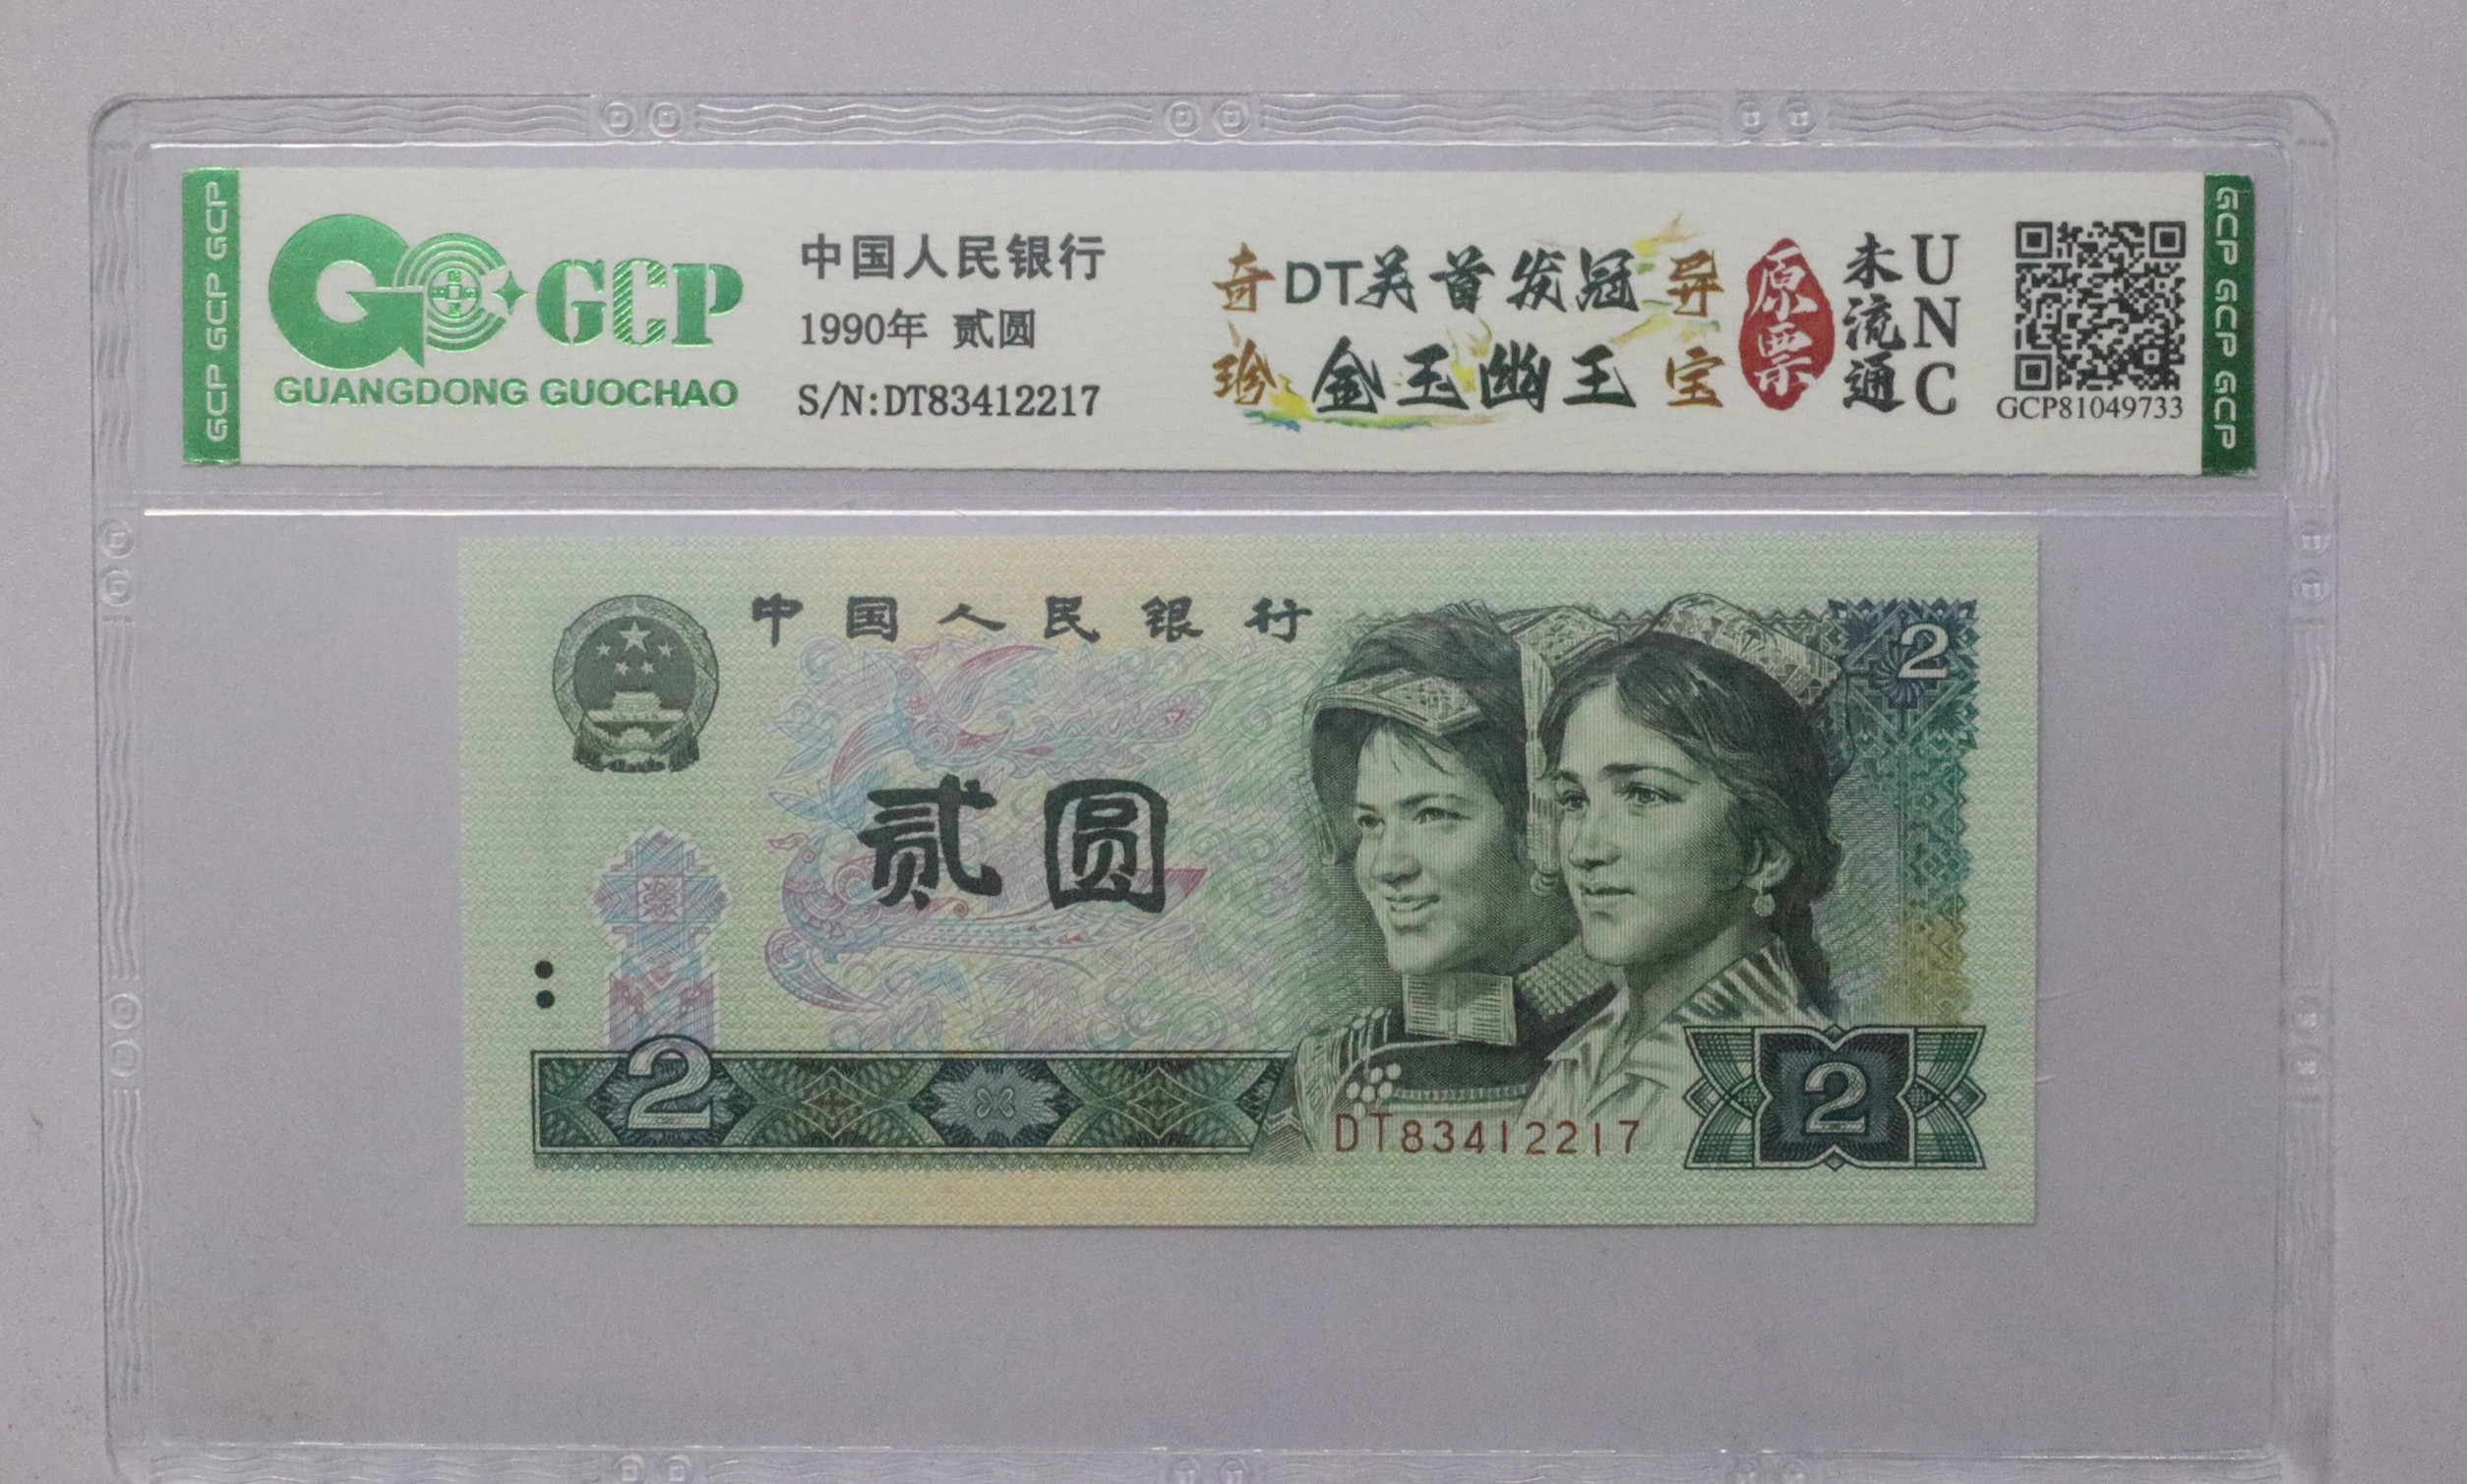 GCP GCP GCP
GCP
GUANGDONG GUOCHAO
中国人民银行
1990年 贰圆
S/N:DT83412217
奇 DT关首发冠 异
珍 金玉幽王 宝
原票
未流通
UNC
GCP81049733
GCP GCP GCP
中国人民银行
2
贰圆
2
2
DT83412217